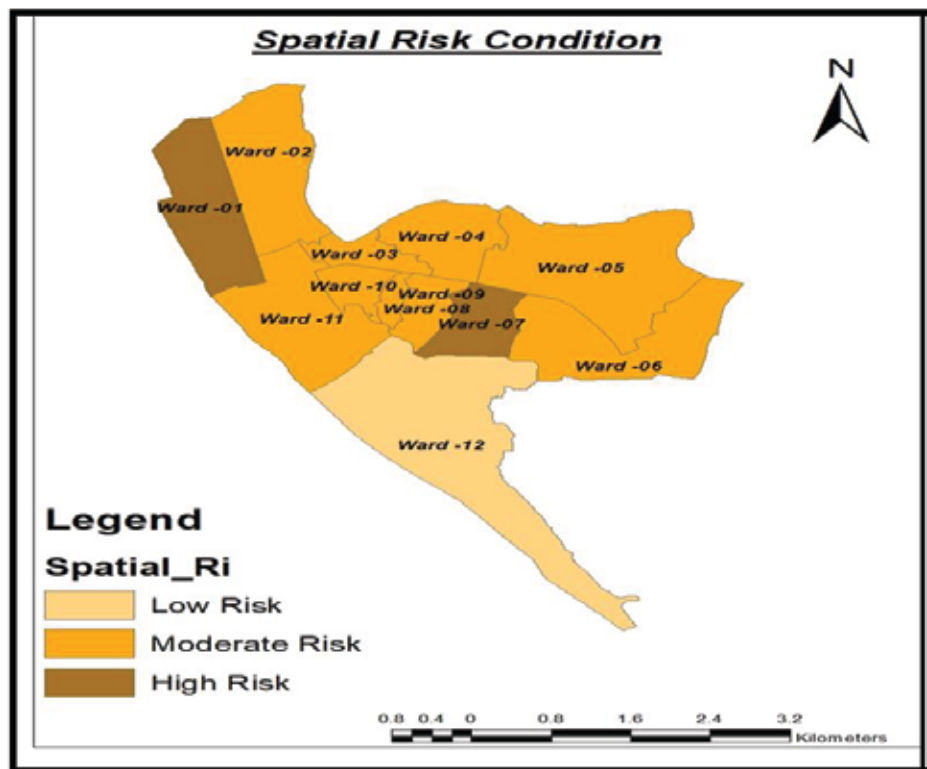 Spatial Risk Condition
N
Ward -02
Ward -01
Ward -04
Ward -03
Ward -05
Ward -10
Ward -09
Ward -08
Ward -11
Ward -07
Ward -06
Ward -12
Legend
Spatial_Ri
Low Risk
Moderate Risk
High Risk
0.8 0.4 0 0.8 1.6 2.4 3.2
Kilometers